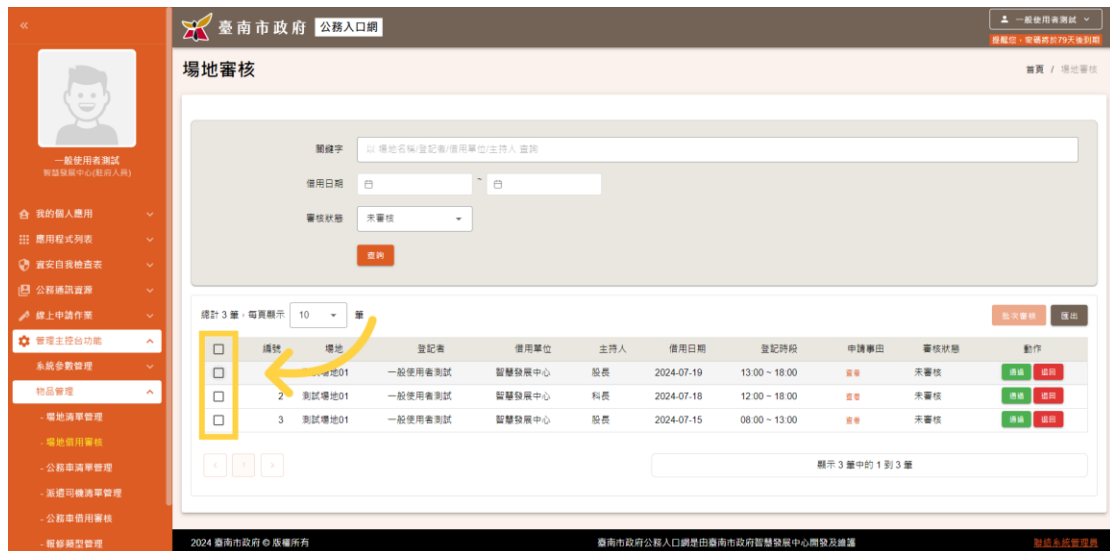 臺南市政府 公務入口網
一般使用者測試
提醒您，密碼將於79天後到期
場地審核
首頁 / 場地審核
一般使用者測試
智慧發展中心(駐府人員)
我的個人應用
應用程式列表
資安自我檢查表
公務通訊資源
線上申請作業
管理主控台功能
系統參數管理
物品管理
- 場地清單管理
- 場地借用審核
- 公務車清單管理
- 派遣司機清單管理
- 公務車借用審核
- 報修類型管理
關鍵字 以 場地名稱/登記者/借用單位/主持人 查詢
借用日期 ~
審核狀態 未審核
查詢
總計 3 筆，每頁顯示 10 筆
批次審核 匯出
編號 場地 登記者 借用單位 主持人 借用日期 登記時段 申請事由 審核狀態 動作
測試場地01 一般使用者測試 智慧發展中心 股長 2024-07-19 13:00 ~ 18:00 查看 未審核 通過 退回
2 測試場地01 一般使用者測試 智慧發展中心 科長 2024-07-18 12:00 ~ 18:00 查看 未審核 通過 退回
3 測試場地01 一般使用者測試 智慧發展中心 股長 2024-07-15 08:00 ~ 13:00 查看 未審核 通過 退回
1
顯示 3 筆中的 1 到 3 筆
2024 臺南市政府 © 版權所有
臺南市政府公務入口網是由臺南市政府智慧發展中心開發及維護
聯絡系統管理員